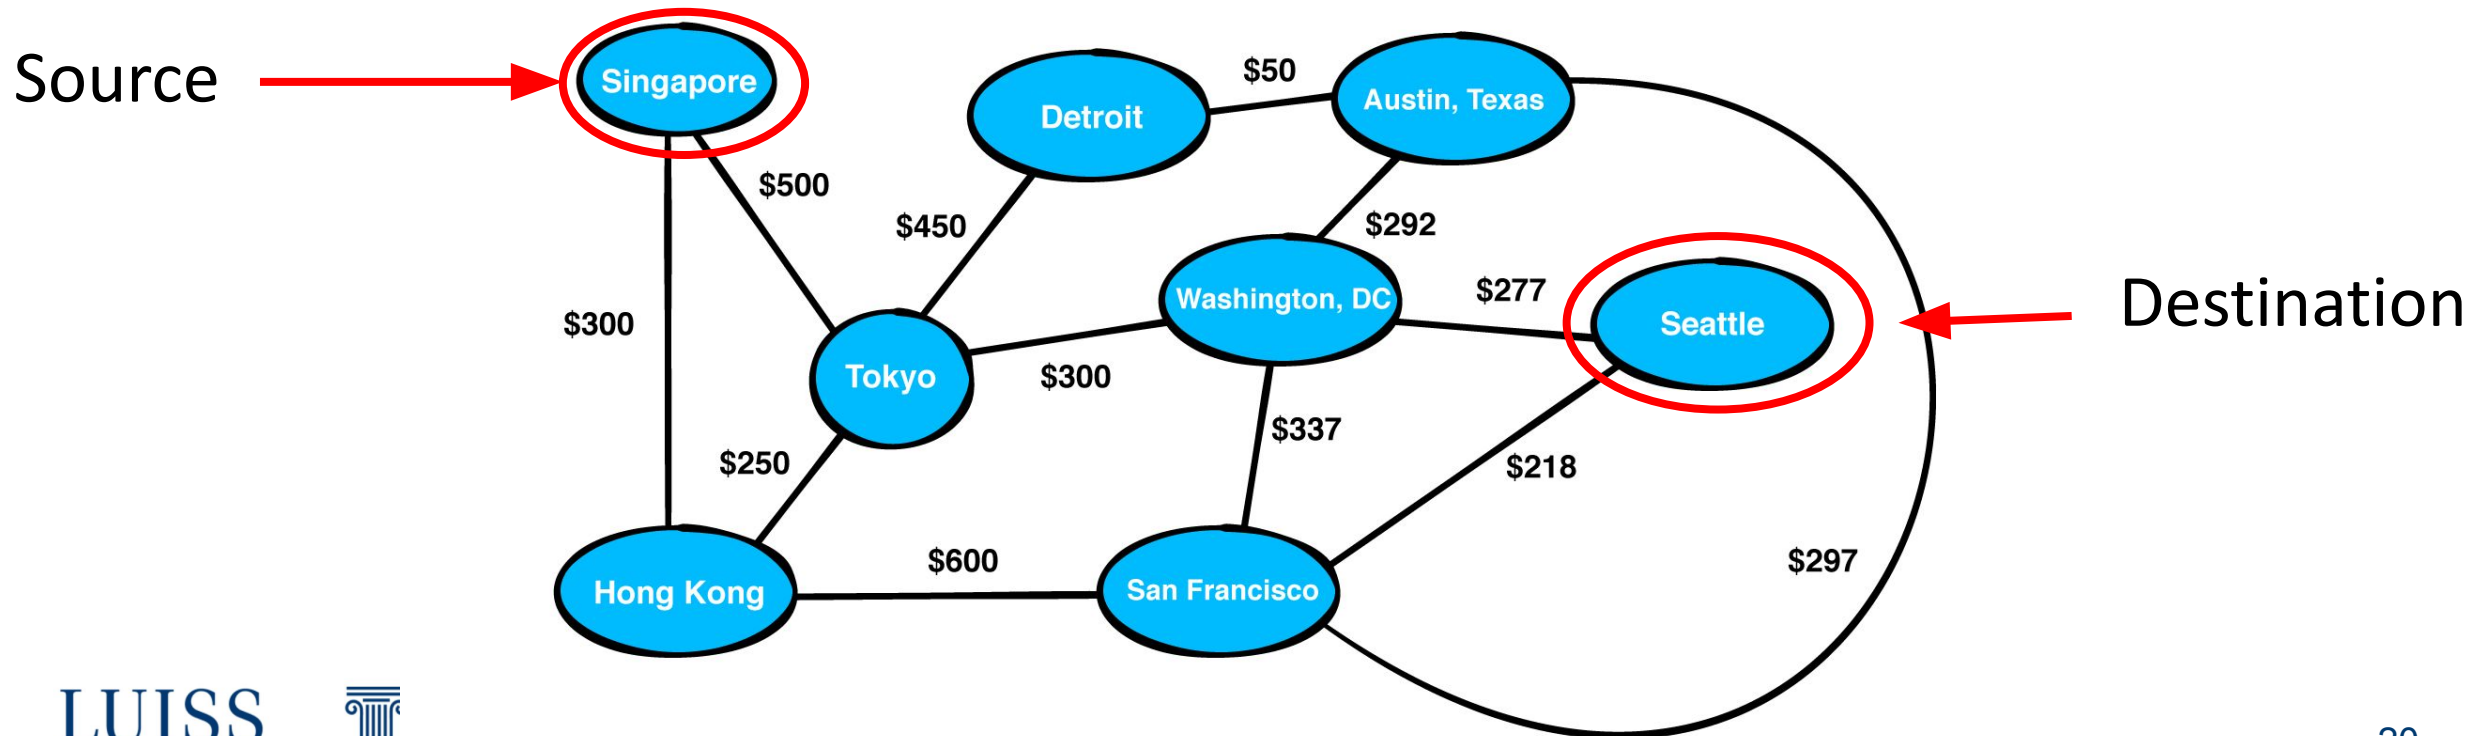 Source
Singapore
Detroit
$50
Austin, Texas
$500
$450
$292
$300
Washington, DC
$277
Seattle
Destination
Tokyo
$300
$250
$337
$218
Hong Kong
$600
San Francisco
$297
LUISS